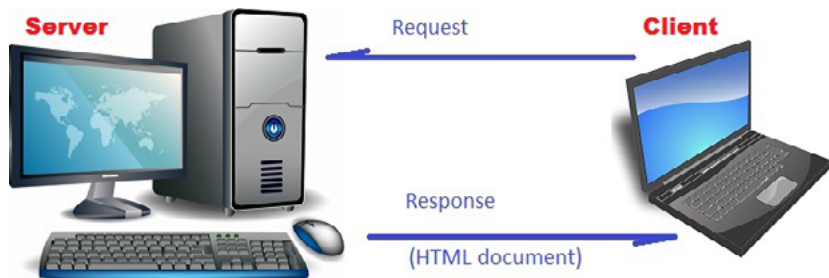 Server
Request
Client
Response
(HTML document)